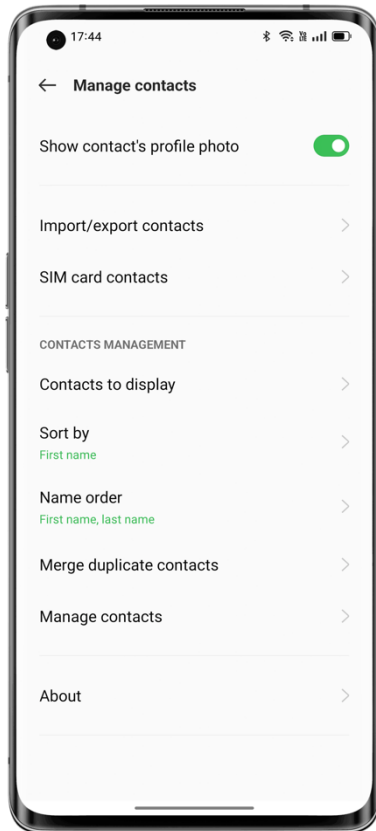 17:44
Manage contacts
Show contact's profile photo
Import/export contacts
SIM card contacts
CONTACTS MANAGEMENT
Contacts to display
Sort by
First name
Name order
First name, last name
Merge duplicate contacts
Manage contacts
About